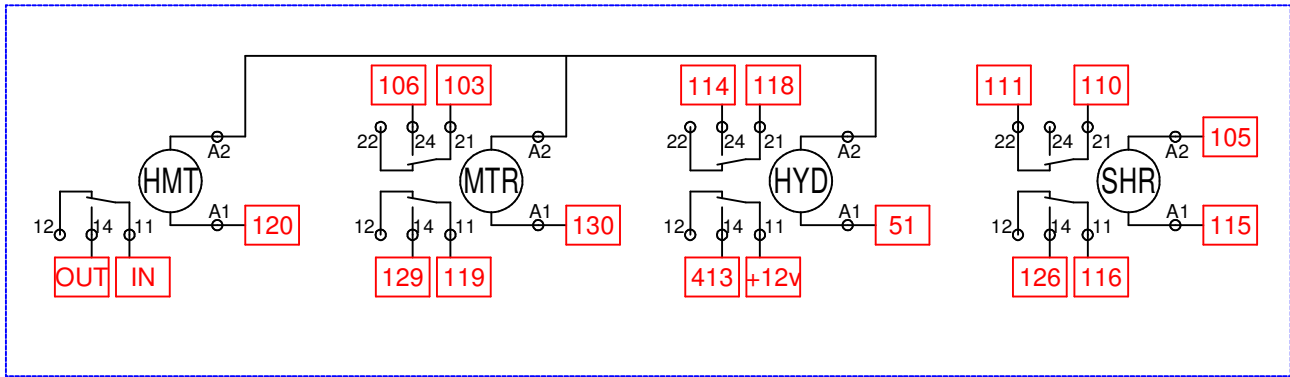 106 103 114 118 111 110
22 24 21 22 24 21 22 24 21 105
A2 A2 A2 A2
HMT MTR HYD SHR
A1 A1 A1 A1
12 14 11 120 12 14 11 130 12 14 11 51 12 14 11 115
OUT IN 129 119 413 +12v 126 116